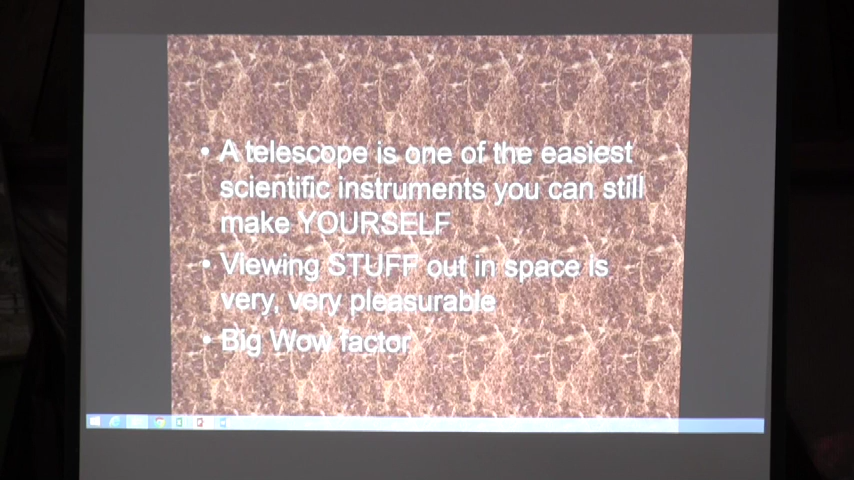 • A telescope is one of the easiest
scientific instruments you can still
make YOURSELF
• Viewing STUFF out in space is
very, very pleasurable
• Big Wow factor